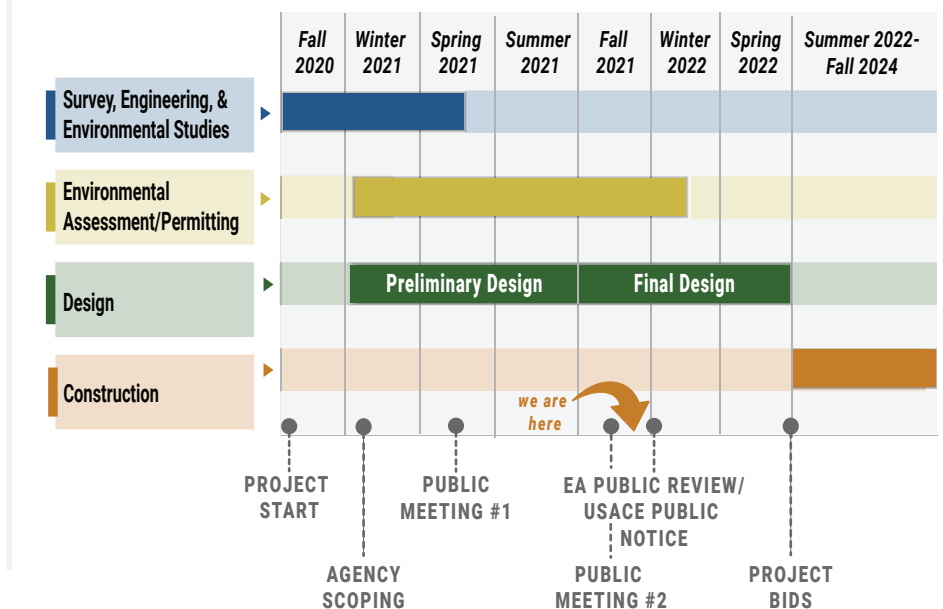 Fall
2020
Winter
2021
Spring
2021
Summer
2021
Fall
2021
Winter
2022
Spring
2022
Summer 2022-
Fall 2024
Survey, Engineering, &
Environmental Studies
Environmental
Assessment/Permitting
Design
Preliminary Design
Final Design
Construction
we are
here
PROJECT
START
PUBLIC
MEETING #1
EA PUBLIC REVIEW/
USACE PUBLIC
NOTICE
AGENCY
SCOPING
PUBLIC
MEETING #2
PROJECT
BIDS